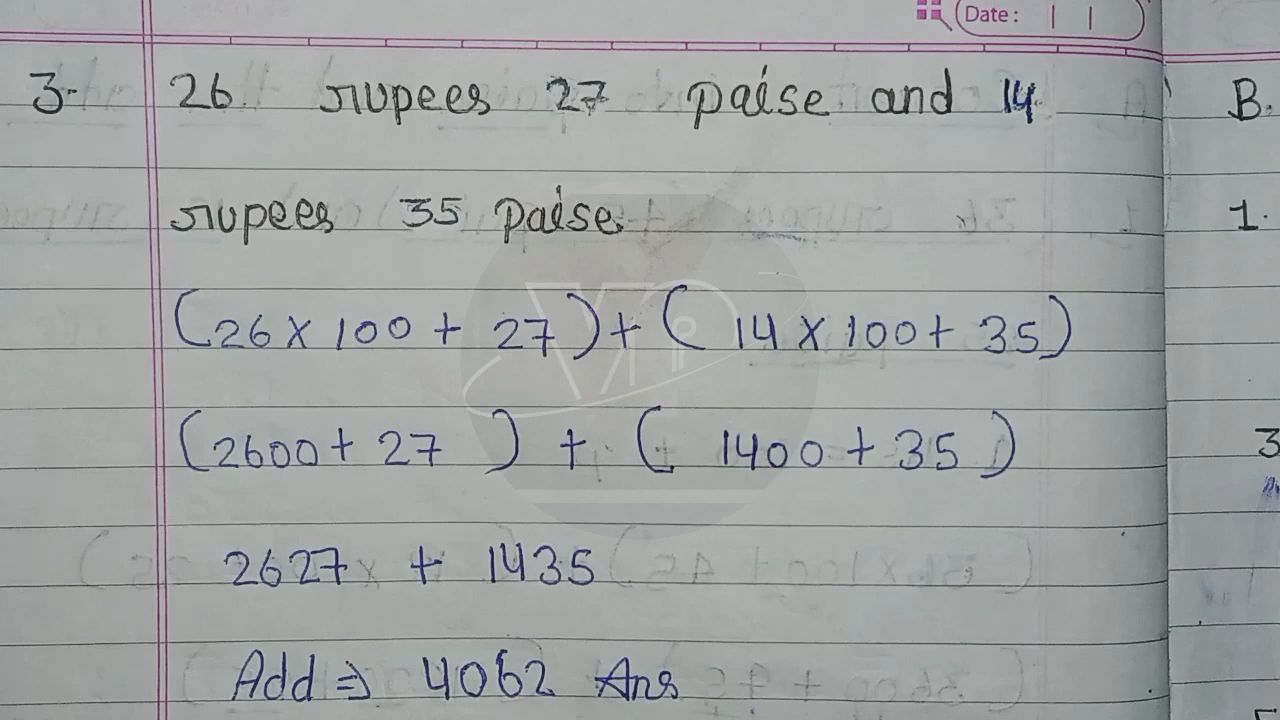 Date :
3. 26 rupees 27 paise and 14
rupees 35 paise.
(26 x 100 + 27) + ( 14 x 100 + 35)
(2600 + 27 ) + ( 1400 + 35 )
2627 + 1435
Add ⇒ 4062 Ans
B.
1.
3